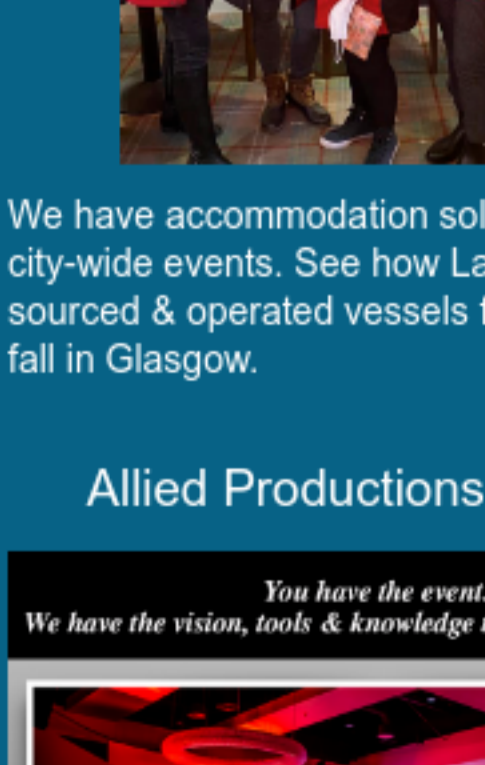 We have accommodation sol
city-wide events. See how La
sourced & operated vessels f
fall in Glasgow.
Allied Productions
You have the event.
We have the vision, tools & knowledge